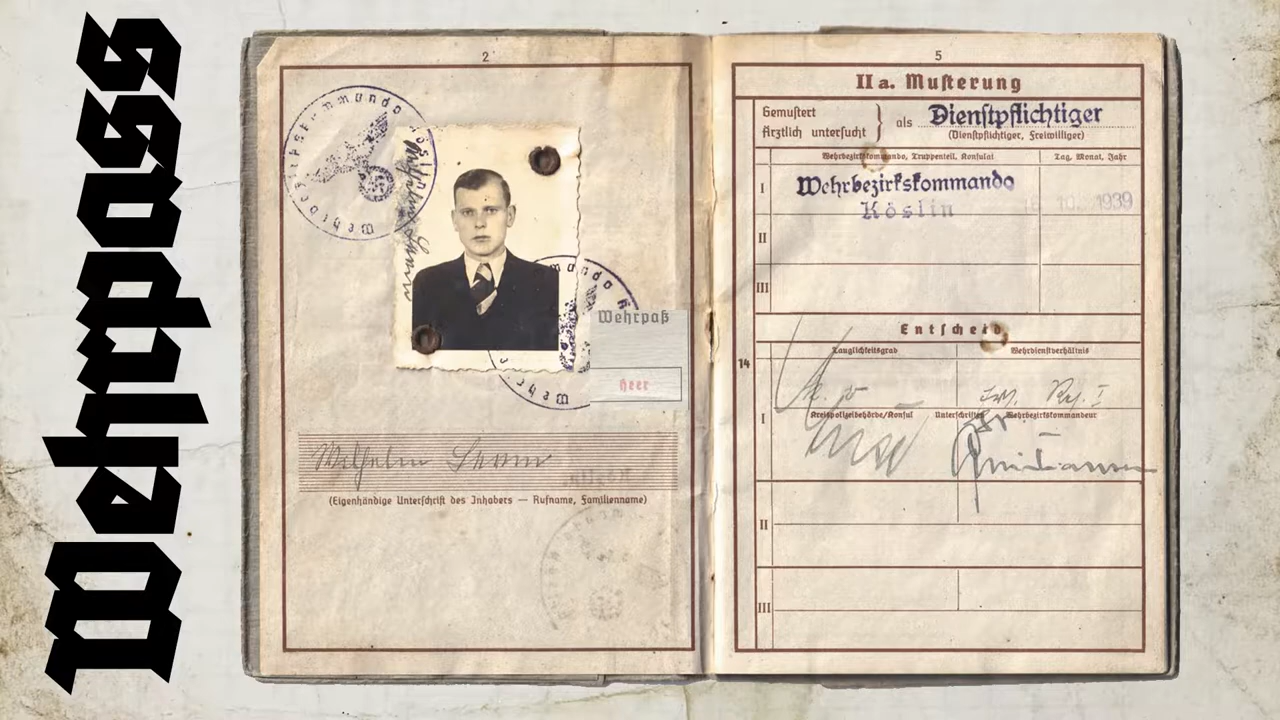 Wehrpass
2
Wehrpaß
Heer
Wilhelm
(Eigenhändige Unterschrift des Inhabers — Rufname, Familienname)
5
II a. Musterung
Gemustert
Ärztlich untersucht } als Dienstpflichtiger
(Dienstpflichtiger, Freiwilliger)
Wehrbezirkskommando, Truppenteil, Konsulat Tag, Monat, Jahr
I Wehrbezirkskommando
Köslin 1939
II
III
Entscheid
Tauglichkeitsgrad Wehrdienstverhältnis
14
I
Kreispolizeibehörde/Konsul Unterschriften Wehrbezirkskommandeur
II
III